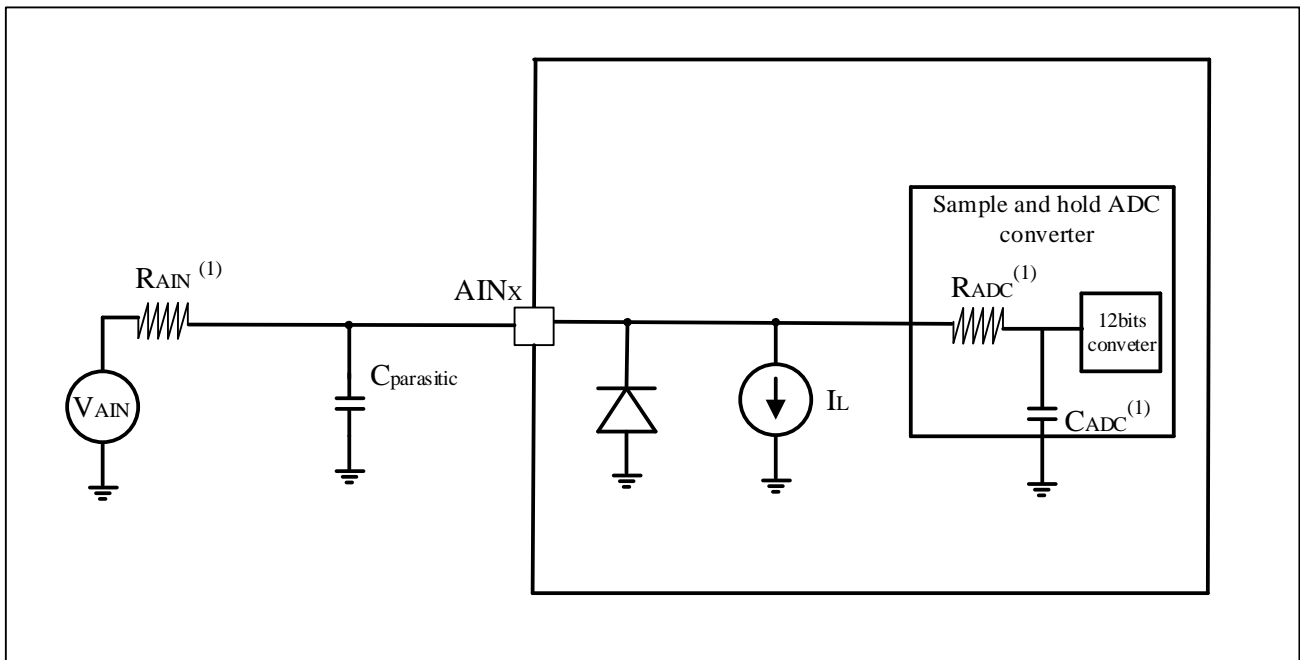 Sample and hold ADC
converter
RAIN (1)
AINX
RADC(1)
12bits
conveter
Cparasitic
VAIN
IL
CADC(1)